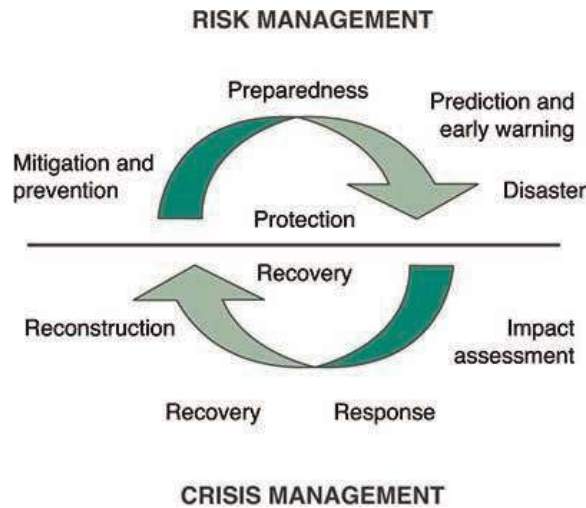 RISK MANAGEMENT
Preparedness
Prediction and
early warning
Mitigation and
prevention
Disaster
Protection
Recovery
Reconstruction
Impact
assessment
Recovery
Response
CRISIS MANAGEMENT